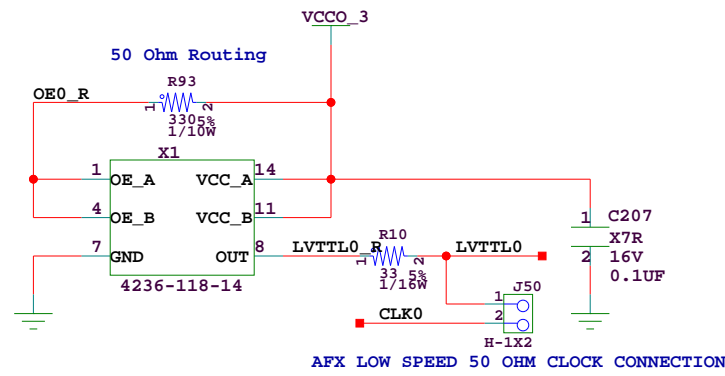 VCCO_3
50 Ohm Routing
R93
OE0_R
1 2
330 5%
1/10W
X1
1 OE_A VCC_A 14
4 OE_B VCC_B 11
7 GND OUT 8
4236-118-14
LVTTL0_R
R10
1 2
33 5%
1/16W
LVTTL0
1 C207
X7R
2 16V
0.1UF
J50
1
CLK0 2
H-1X2
AFX LOW SPEED 50 OHM CLOCK CONNECTION